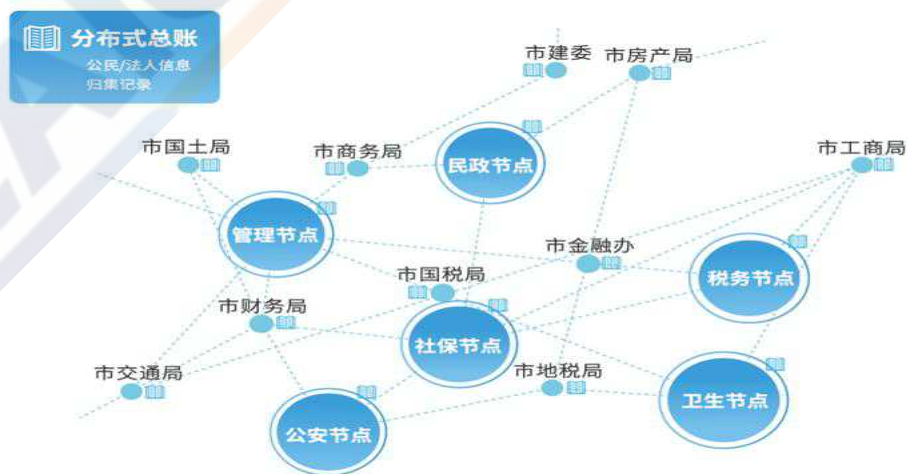 分布式总账
公民/法人信息
归集记录
市建委
市房产局
市国土局
市商务局
民政节点
市工商局
管理节点
市金融办
市国税局
税务节点
市财务局
社保节点
市交通局
市地税局
卫生节点
公安节点